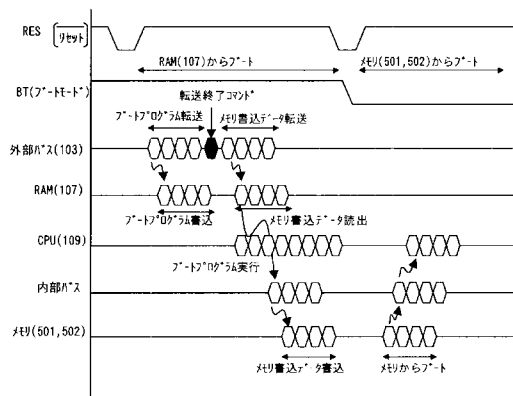 RES [リセット]
RAM(107)からブート
メモリ(501,502)からブート
BT(ブートモード)
転送終了コマンド
ブートプログラム転送
メモリ書込データ転送
外部バス(103)
RAM(107)
ブートプログラム書込
メモリ書込データ読出
CPU(109)
ブートプログラム実行
内部バス
メモリ(501,502)
メモリ書込データ書込
メモリからブート